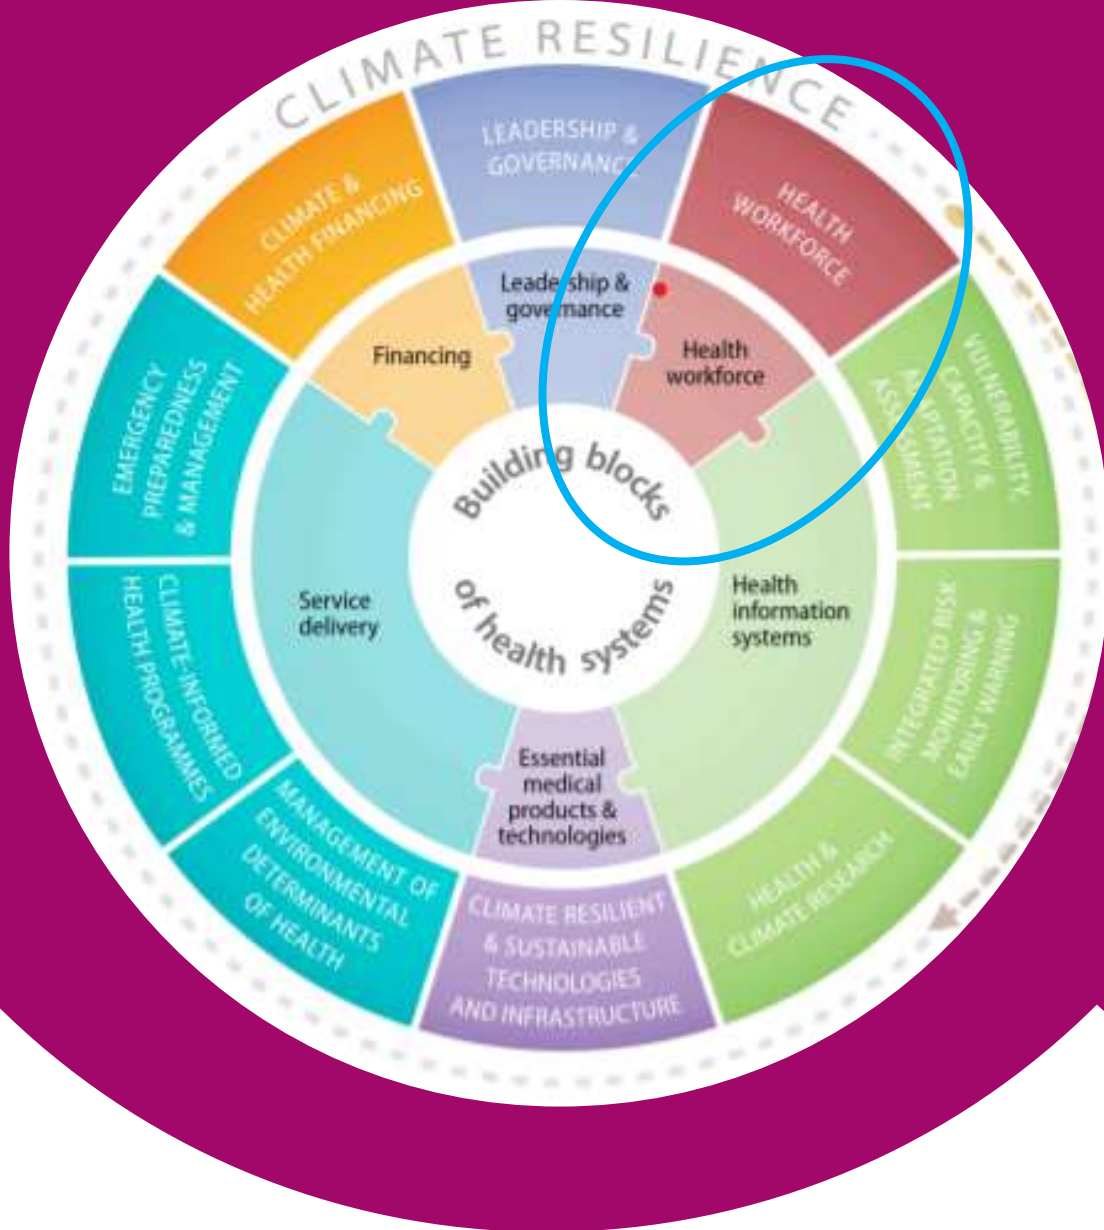 CLIMATE RESILIENCE
LEADERSHIP &
GOVERNANCE
HEALTH
WORKFORCE
VULNERABILITY,
CAPACITY &
ADAPTATION
ASSESSMENT
INTEGRATED RISK
MONITORING &
EARLY WARNING
HEALTH &
CLIMATE RESEARCH
CLIMATE RESILIENT
& SUSTAINABLE
TECHNOLOGIES
AND INFRASTRUCTURE
MANAGEMENT OF
ENVIRONMENTAL
DETERMINANTS
OF HEALTH
CLIMATE-INFORMED
HEALTH PROGRAMMES
EMERGENCY
PREPAREDNESS
& MANAGEMENT
CLIMATE &
HEALTH FINANCING
Leadership &
governance
Health
workforce
Health
information
systems
Essential
medical
products &
technologies
Service
delivery
Financing
Building blocks
of health systems